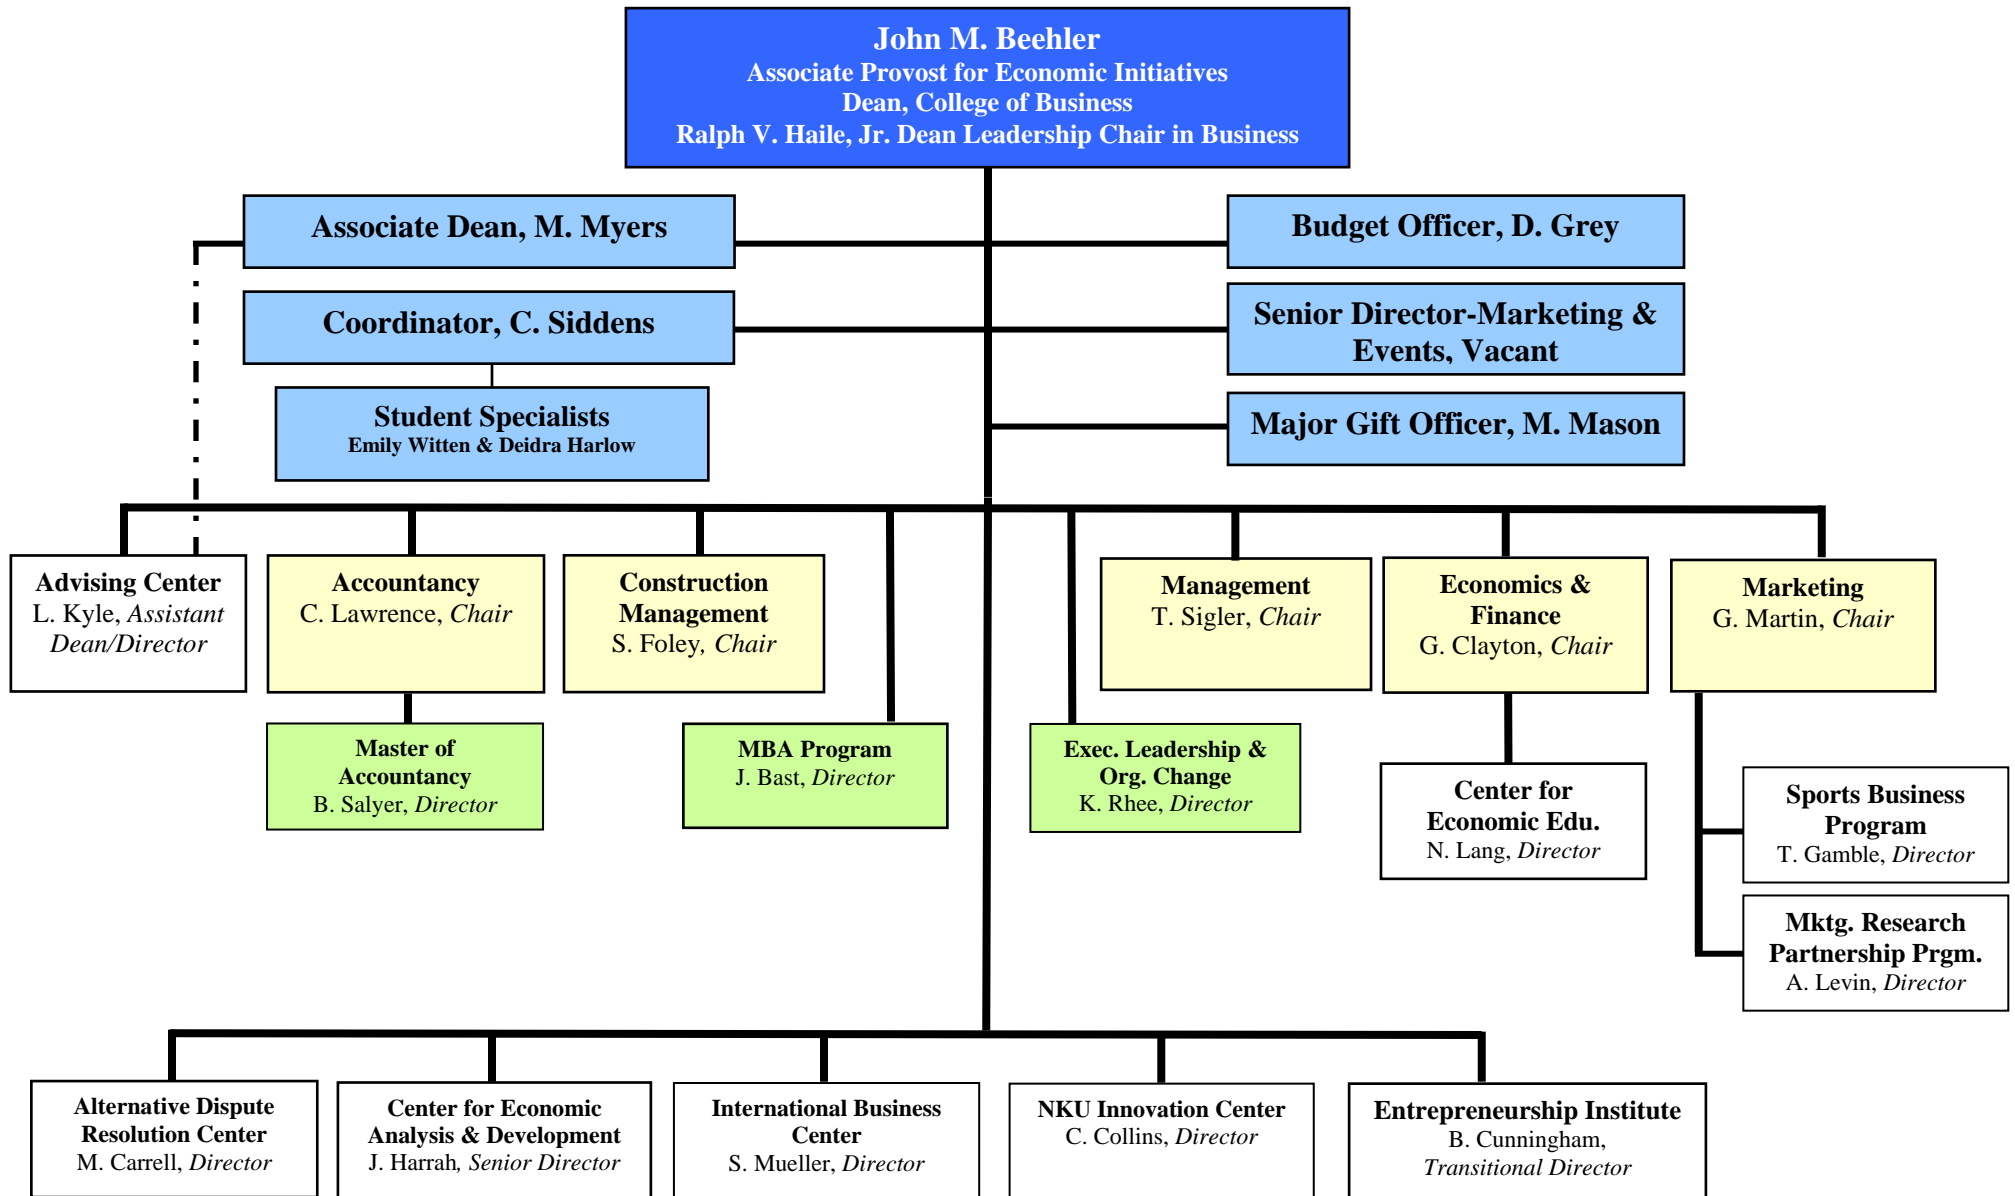 John M. Beehler
Associate Provost for Economic Initiatives
Dean, College of Business
Ralph V. Haile, Jr. Dean Leadership Chair in Business
Associate Dean, M. Myers
Budget Officer, D. Grey
Coordinator, C. Siddens
Senior Director-Marketing &
Events, Vacant
Student Specialists
Emily Witten & Deidra Harlow
Major Gift Officer, M. Mason
Advising Center
L. Kyle, Assistant
Dean/Director
Accountancy
C. Lawrence, Chair
Construction
Management
S. Foley, Chair
Management
T. Sigler, Chair
Economics &
Finance
G. Clayton, Chair
Marketing
G. Martin, Chair
Master of
Accountancy
B. Salyer, Director
MBA Program
J. Bast, Director
Exec. Leadership &
Org. Change
K. Rhee, Director
Center for
Economic Edu.
N. Lang, Director
Sports Business
Program
T. Gamble, Director
Mktg. Research
Partnership Prgm.
A. Levin, Director
Alternative Dispute
Resolution Center
M. Carrell, Director
Center for Economic
Analysis & Development
J. Harrah, Senior Director
International Business
Center
S. Mueller, Director
NKU Innovation Center
C. Collins, Director
Entrepreneurship Institute
B. Cunningham,
Transitional Director